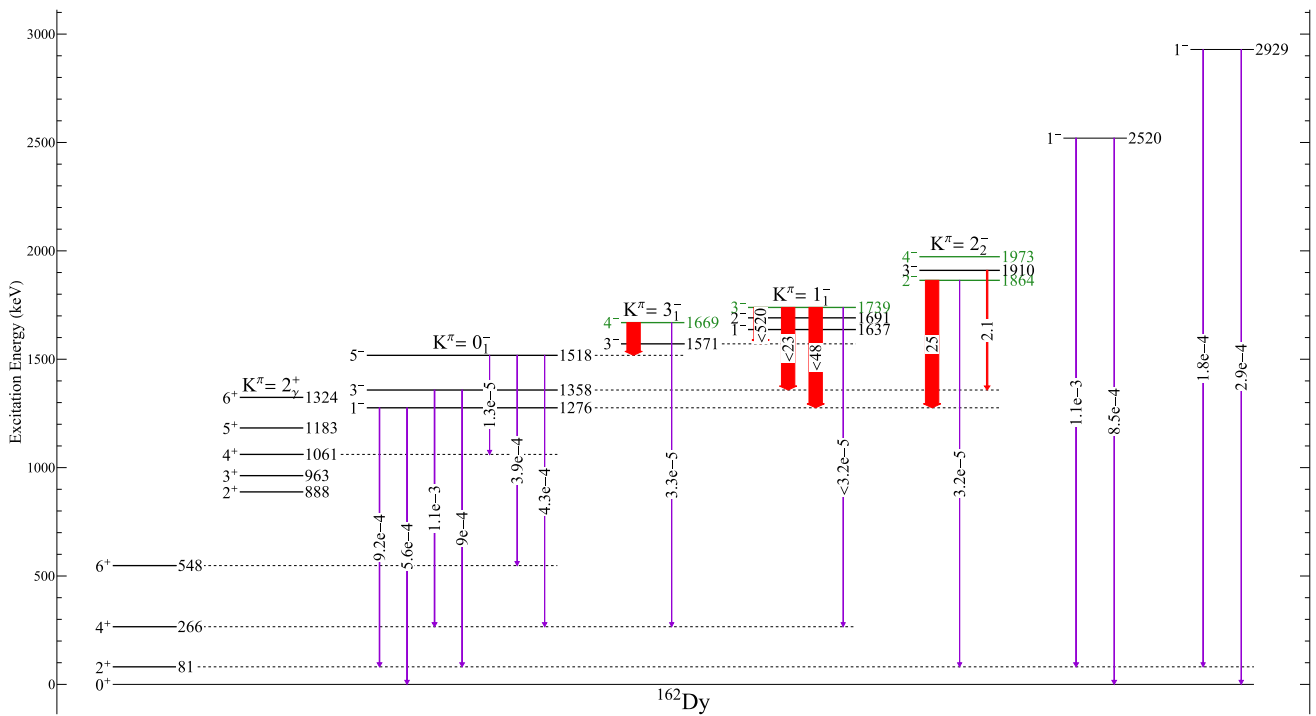 3000
1⁻ 2929
2500
1⁻ 2520
Excitation Energy (keV)
2000
Kπ = 2₂⁻
4⁻ 1973
3⁻ 1910
2⁻ 1864
Kπ = 1₁⁻
3⁻ 1739
2⁻ 1691
1⁻ 1637
Kπ = 3₁⁻
4⁻ 1669
3⁻ 1571
1500
Kπ = 0₁⁻
5⁻ 1518
3⁻ 1358
1⁻ 1276
Kπ = 2γ⁺
6⁺ 1324
5⁺ 1183
4⁺ 1061
3⁺ 963
2⁺ 888
1000
500
6⁺ 548
4⁺ 266
2⁺ 81
0 0⁺
9.2e−4
5.6e−4
1.1e−3
9e−4
1.3e−5
3.9e−4
4.3e−4
3.3e−5
<520
<23
<48
<3.2e−5
25
3.2e−5
2.1
1.1e−3
8.5e−4
1.8e−4
2.9e−4
¹⁶²Dy